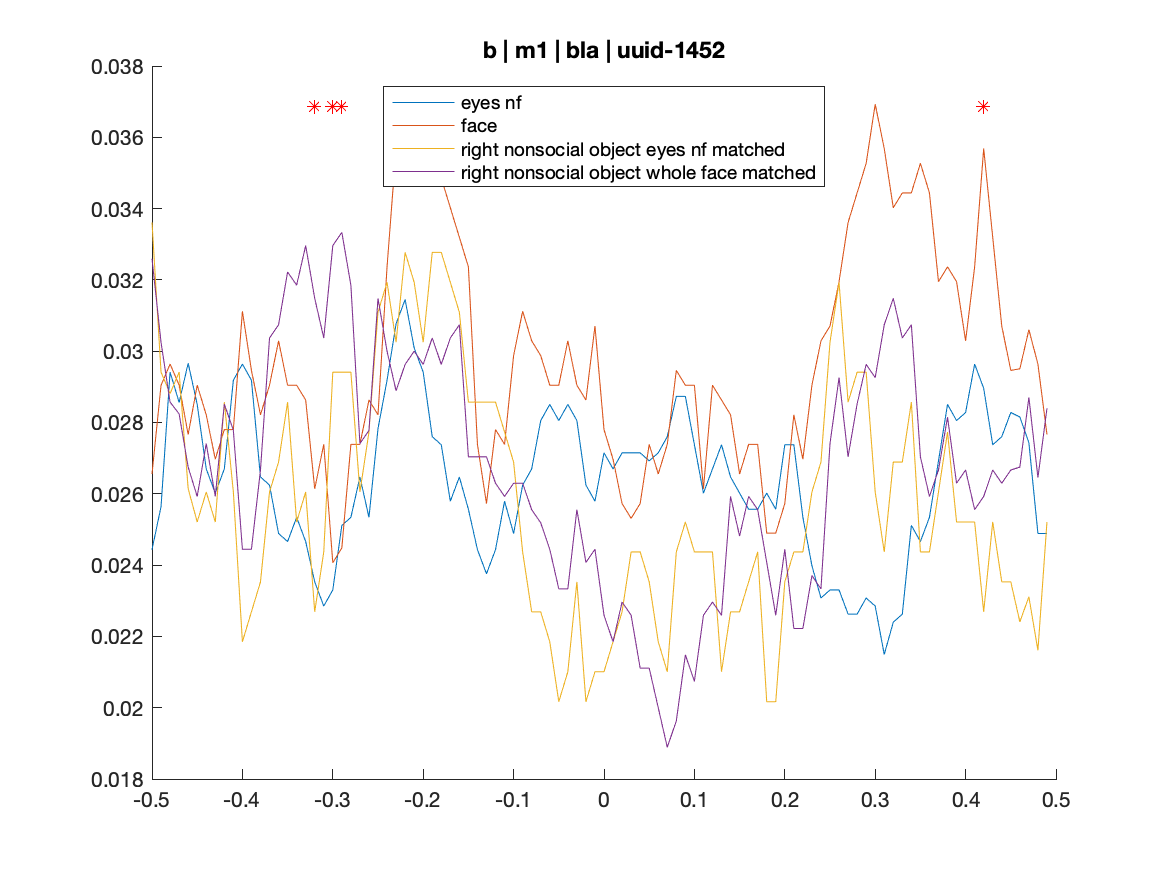 b | m1 | bla | uuid-1452
0.038
0.036
0.034
0.032
0.03
0.028
0.026
0.024
0.022
0.02
0.018
eyes nf
face
right nonsocial object eyes nf matched
right nonsocial object whole face matched
-0.5 -0.4 -0.3 -0.2 -0.1 0 0.1 0.2 0.3 0.4 0.5